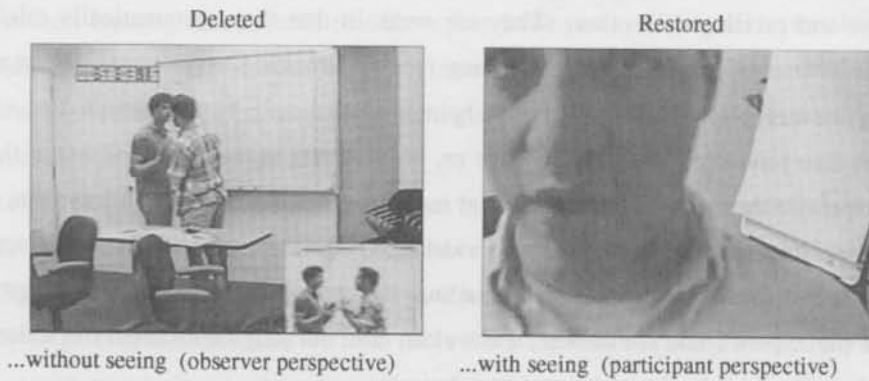 Deleted
Restored
...without seeing (observer perspective)
...with seeing (participant perspective)